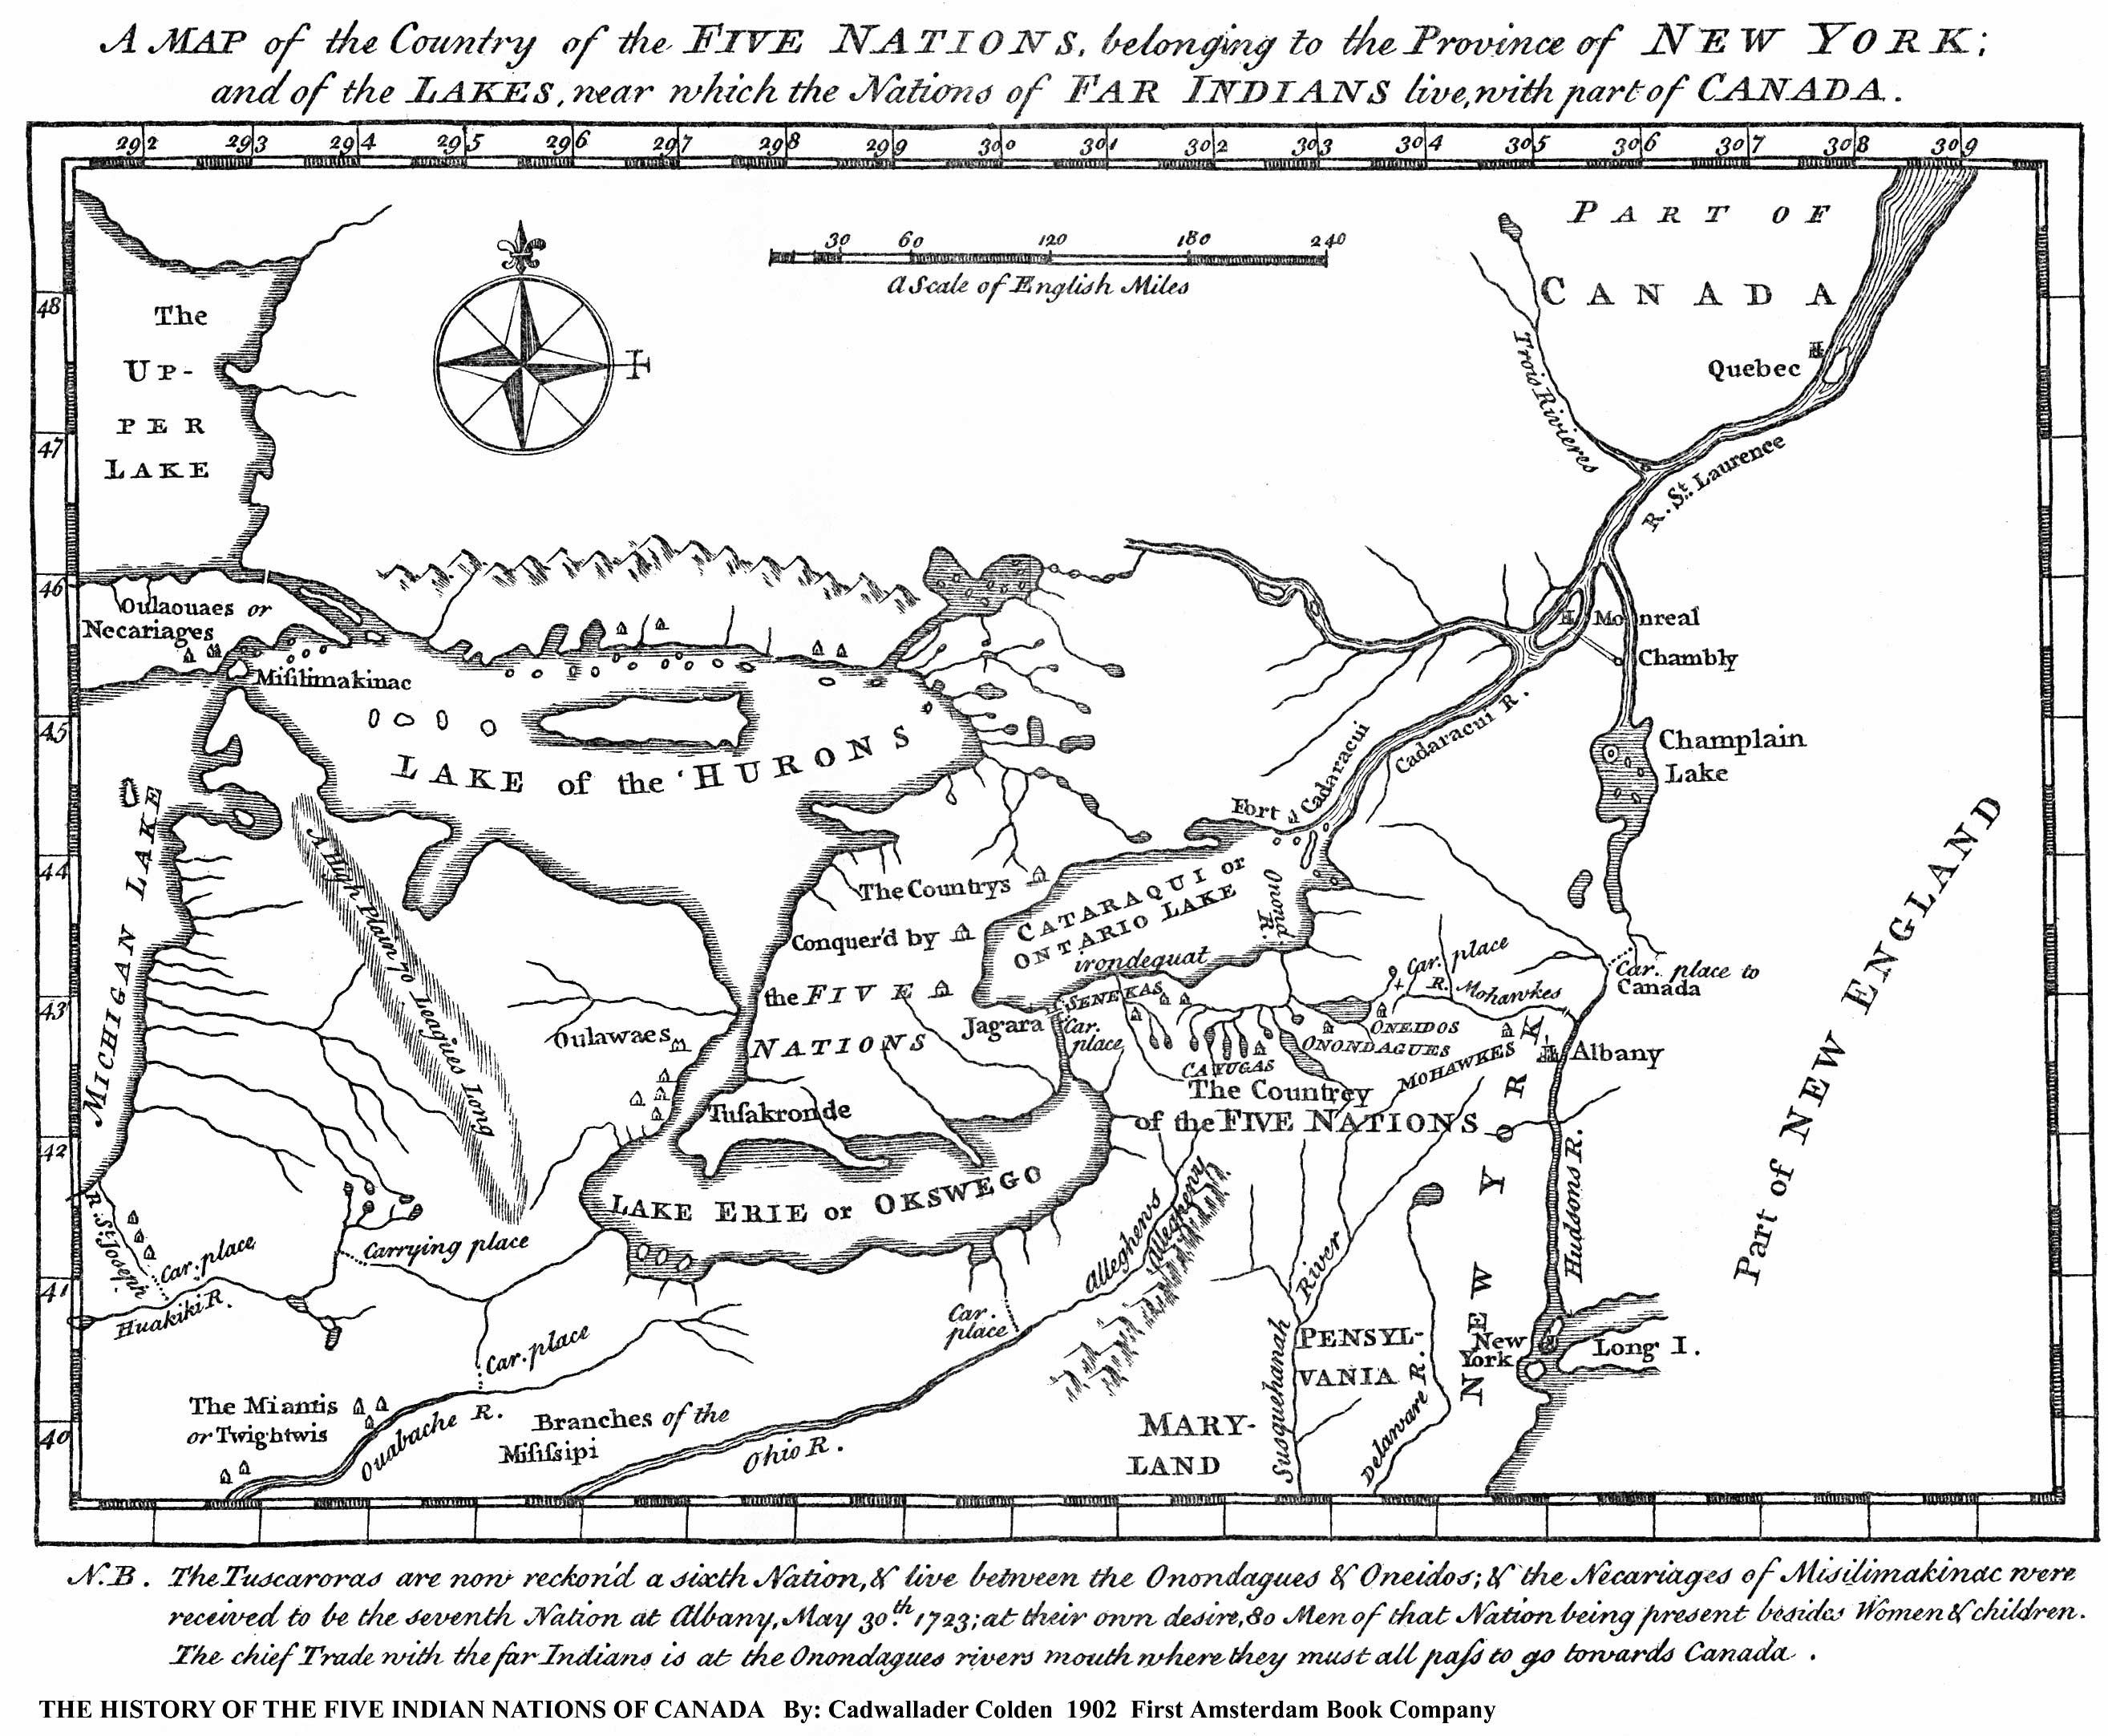 A MAP of the Country of the FIVE NATIONS, belonging to the Province of NEW YORK;
and of the LAKES, near which the Nations of FAR INDIANS live, with part of CANADA.
292 293 294 295 296 297 298 299 300 301 302 303 304 305 306 307 308 309
30 60 120 180 240
a Scale of English Miles
PART OF
CANADA
Quebec
Trois Rivieres
R. St. Laurence
48
47
46
45
44
43
42
41
40
The
UP-
PER
LAKE
Oulaouaes or
Necariages
Misilimakinac
LAKE of the HURONS
Monreal
Chambly
Champlain
Lake
Cadaracui R.
Fort Cadaracui
MICHIGAN LAKE
A High Plain 70 Leagues Long
The Countrys
Conquer'd by
the FIVE
NATIONS
CATARAQUI or
ONTARIO LAKE
Onond.
R.
irondequat
SENEKAS
Jagara
Car.
place
Oulawaes
Tusakronde
CAYUGAS
ONONDAGUES
ONEIDOS
MOHAWKES
Car. place
R. Mohawkes
Car. place to
Canada
Albany
The Countrey
of the FIVE NATIONS
LAKE ERIE or OKSWEGO
Alleghens
Allegheny
Part of NEW ENGLAND
NEW YORK
Hudsons R.
R. St. Joseph
Car. place
Huakiki R.
Carrying place
Car. place
Car.
place
The Miantis
or Twightwis
Ouabache R.
Branches of the
Misisipi
Ohio R.
MARY-
LAND
Susquehanah
River
PENSYL-
VANIA
Delaware R.
New
York
Long I.
N.B. The Tuscaroras are now reckon'd a sixth Nation, & live between the Onondagues & Oneidos; & the Necariages of Misilimakinac were
received to be the seventh Nation at Albany, May 30th. 1723; at their own desire, 80 Men of that Nation being present besides Women & children.
The chief Trade with the far Indians is at the Onondagues rivers mouth where they must all pass to go towards Canada.
THE HISTORY OF THE FIVE INDIAN NATIONS OF CANADA By: Cadwallader Colden 1902 First Amsterdam Book Company